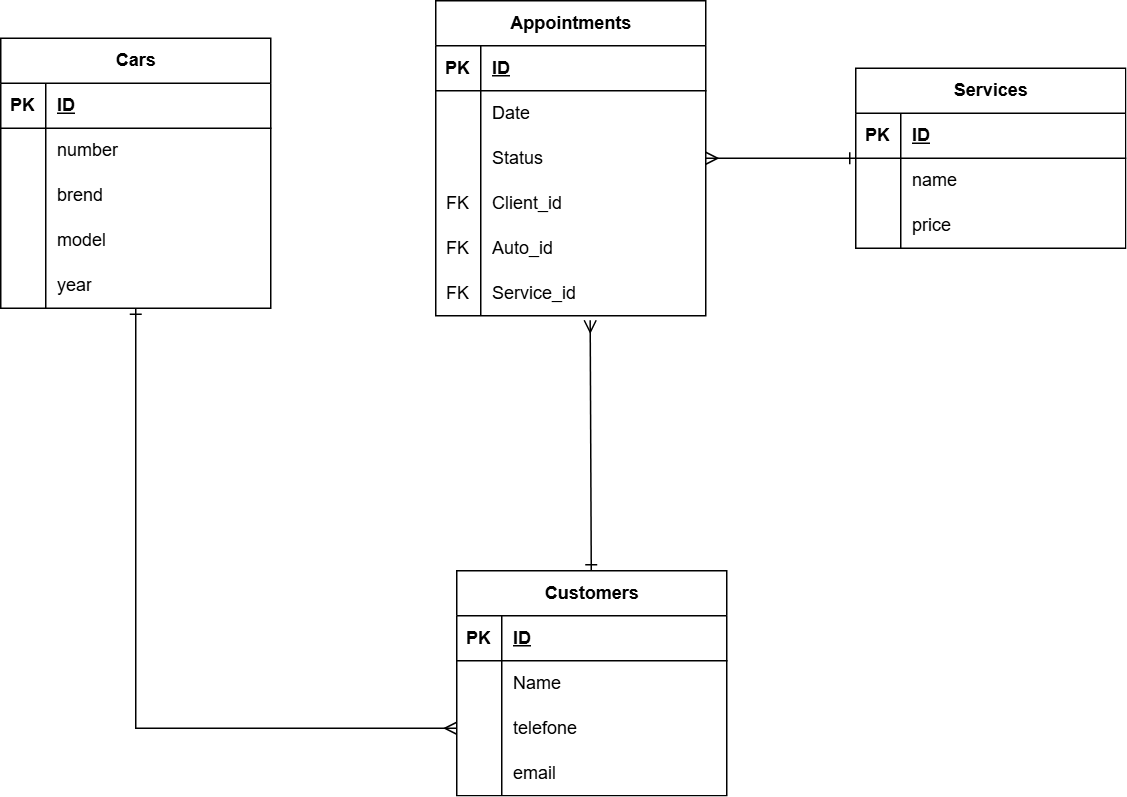 Cars
PK ID
number
brend
model
year
Appointments
PK ID
Date
Status
FK Client_id
FK Auto_id
FK Service_id
Services
PK ID
name
price
Customers
PK ID
Name
telefone
email